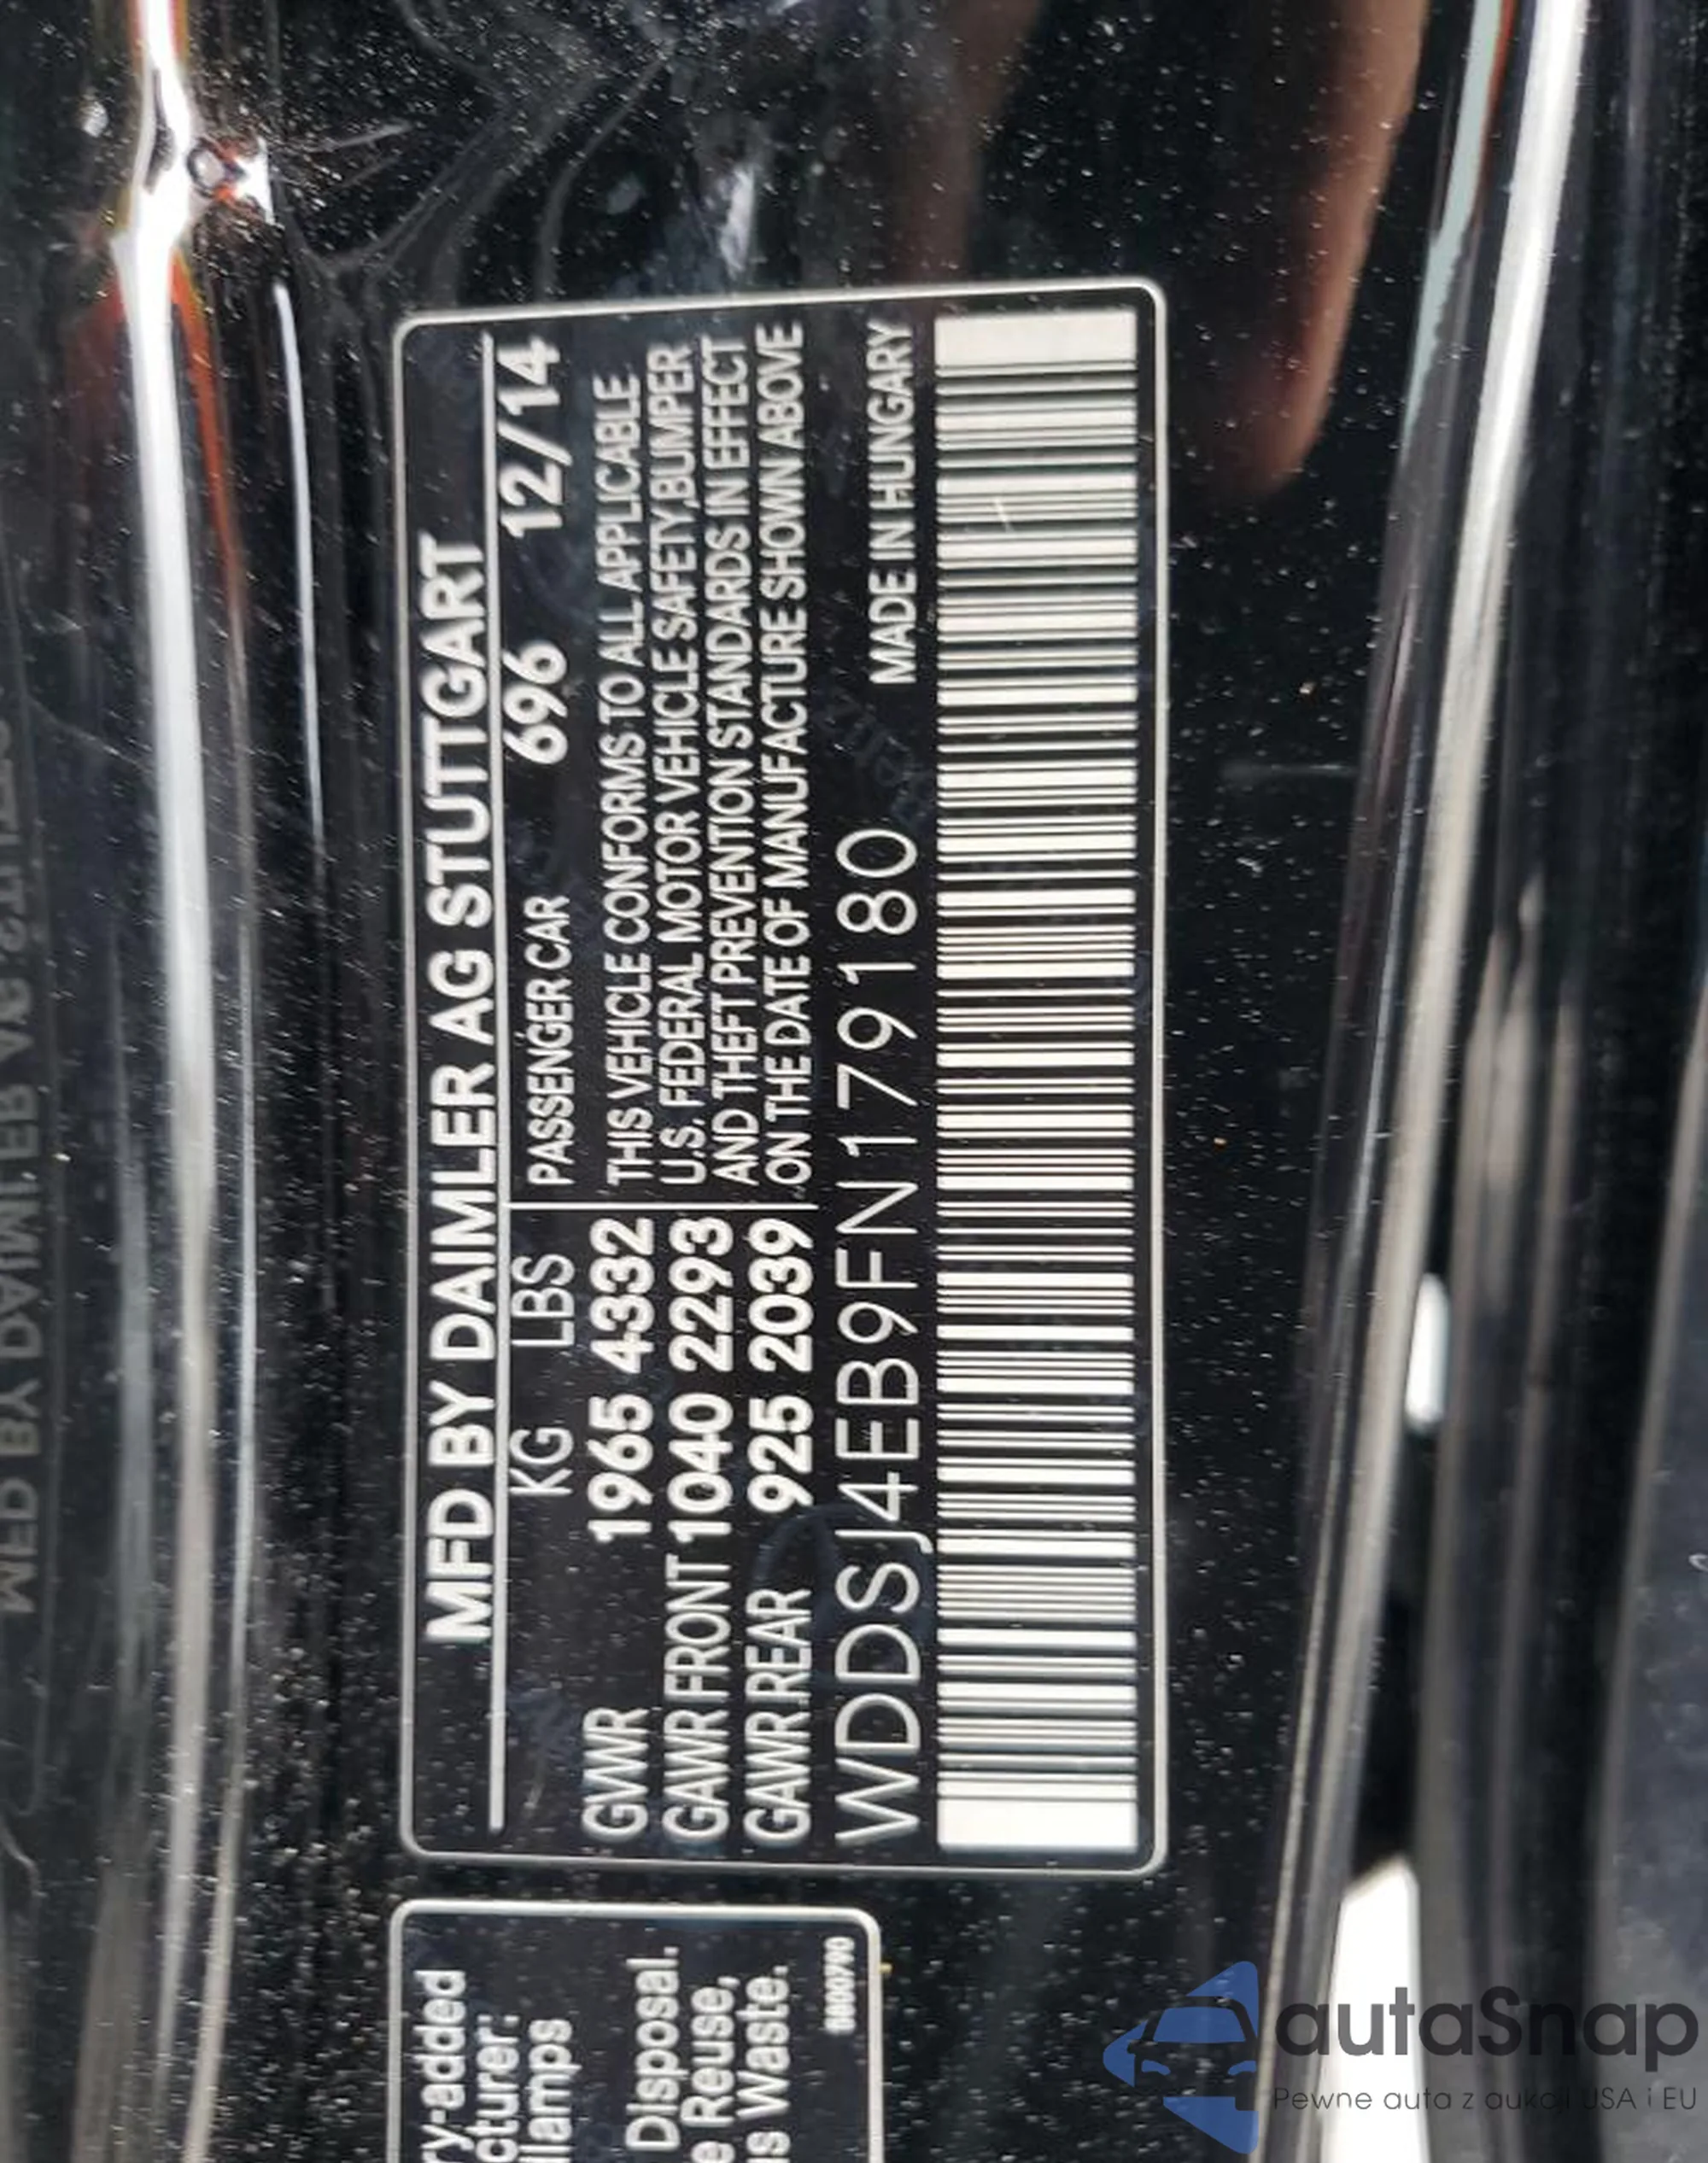 MFD BY DAIMLER AG STUTTGART
KG LBS PASSENGER CAR 696 12/14
GVWR 1965 4332 THIS VEHICLE CONFORMS TO ALL APPLICABLE
GAWR FRONT 1040 2293 U.S. FEDERAL MOTOR VEHICLE SAFETY,BUMPER
AND THEFT PREVENTION STANDARDS IN EFFECT
GAWR REAR 925 2039 ON THE DATE OF MANUFACTURE SHOWN ABOVE
WDDSJ4EB9FN179180 MADE IN HUNGARY
ry-added
cturer:
lamps
Disposal.
e Reuse,
s Waste.
autaSnap
Pewne auta z aukcji USA i EU
MFD BY DAIMLER AG